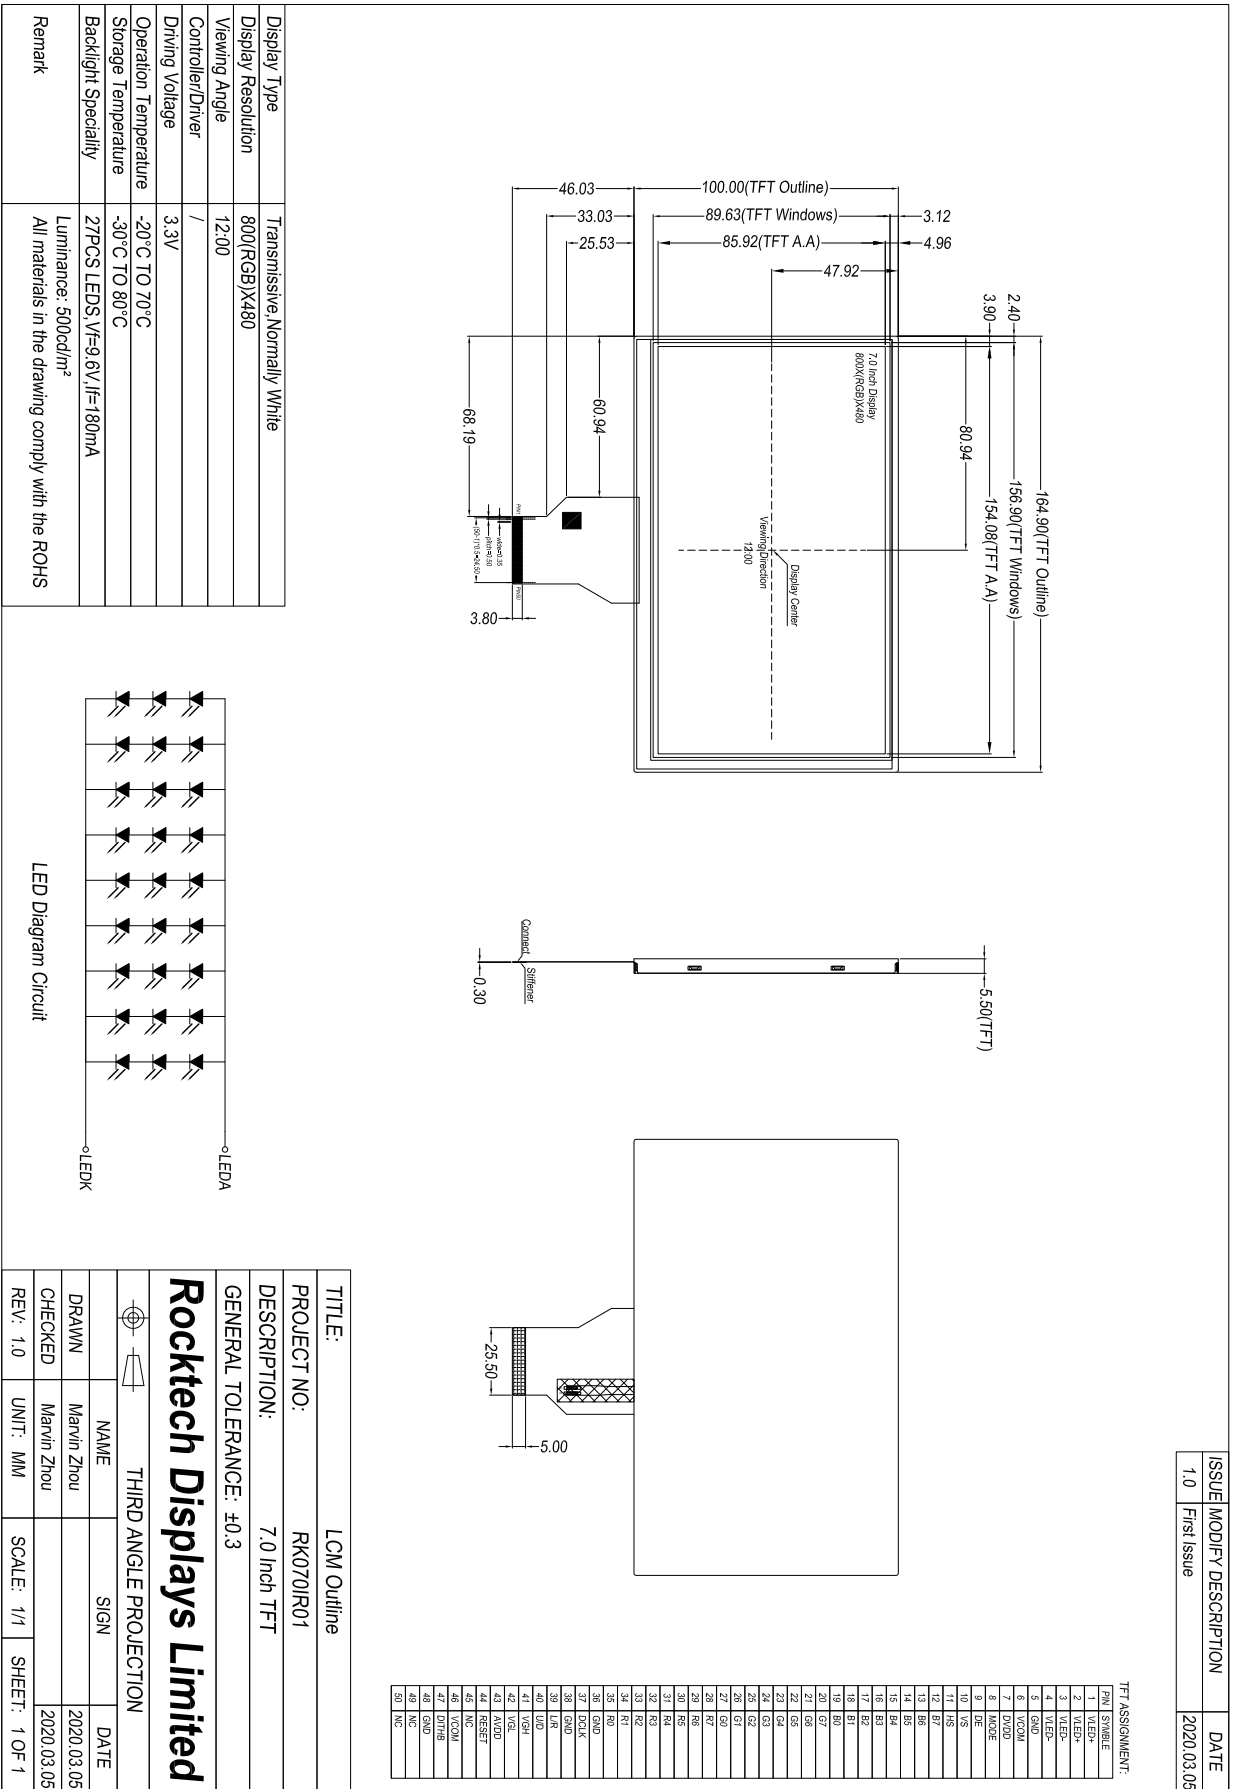 ISSUE MODIFY DESCRIPTION DATE
1.0 First Issue 2020.03.05
164.90(TFT Outline)
2.40 156.90(TFT Windows)
3.90 154.08(TFT A.A)
80.94
46.03 100.00(TFT Outline)
33.03 89.63(TFT Windows) 3.12
25.53 85.92(TFT A.A) 4.96
47.92
7.0 Inch Display
800X(RGB)X480
Display Center
Viewing Direction
12:00
60.94
68.19
PIN1
PIN50
wide=0.35
pitch=0.50
(50-1)*0.5=24.50
3.80
5.50(TFT)
Connect
Stiffener
0.30
25.50
5.00
TFT ASSIGNMENT:
PIN SYMBLE
1 VLED+
2 VLED+
3 VLED-
4 VLED-
5 GND
6 VCOM
7 DVDD
8 MODE
9 DE
10 VS
11 HS
12 B7
13 B6
14 B5
15 B4
16 B3
17 B2
18 B1
19 B0
20 G7
21 G6
22 G5
23 G4
24 G3
25 G2
26 G1
27 G0
28 R7
29 R6
30 R5
31 R4
32 R3
33 R2
34 R1
35 R0
36 GND
37 DCLK
38 GND
39 L/R
40 U/D
41 VGH
42 VGL
43 AVDD
44 RESET
45 NC
46 VCOM
47 DITHB
48 GND
49 NC
50 NC
Display Type Transmissive,Normally White
Display Resolution 800(RGB)X480
Viewing Angle 12:00
Controller/Driver /
Driving Voltage 3.3V
Operation Temperature -20°C TO 70°C
Storage Temperature -30°C TO 80°C
Backlight Speciality 27PCS LEDS,Vf=9.6V,If=180mA
Remark Luminance: 500cd/m²
All materials in the drawing comply with the ROHS
LEDA
LEDK
LED Diagram Circuit
TITLE: LCM Outline
PROJECT NO: RK070IR01
DESCRIPTION: 7.0 Inch TFT
GENERAL TOLERANCE: ±0.3
Rocktech Displays Limited
THIRD ANGLE PROJECTION
NAME SIGN DATE
DRAWN Marvin Zhou 2020.03.05
CHECKED Marvin Zhou 2020.03.05
REV: 1.0 UNIT: MM SCALE: 1/1 SHEET: 1 OF 1